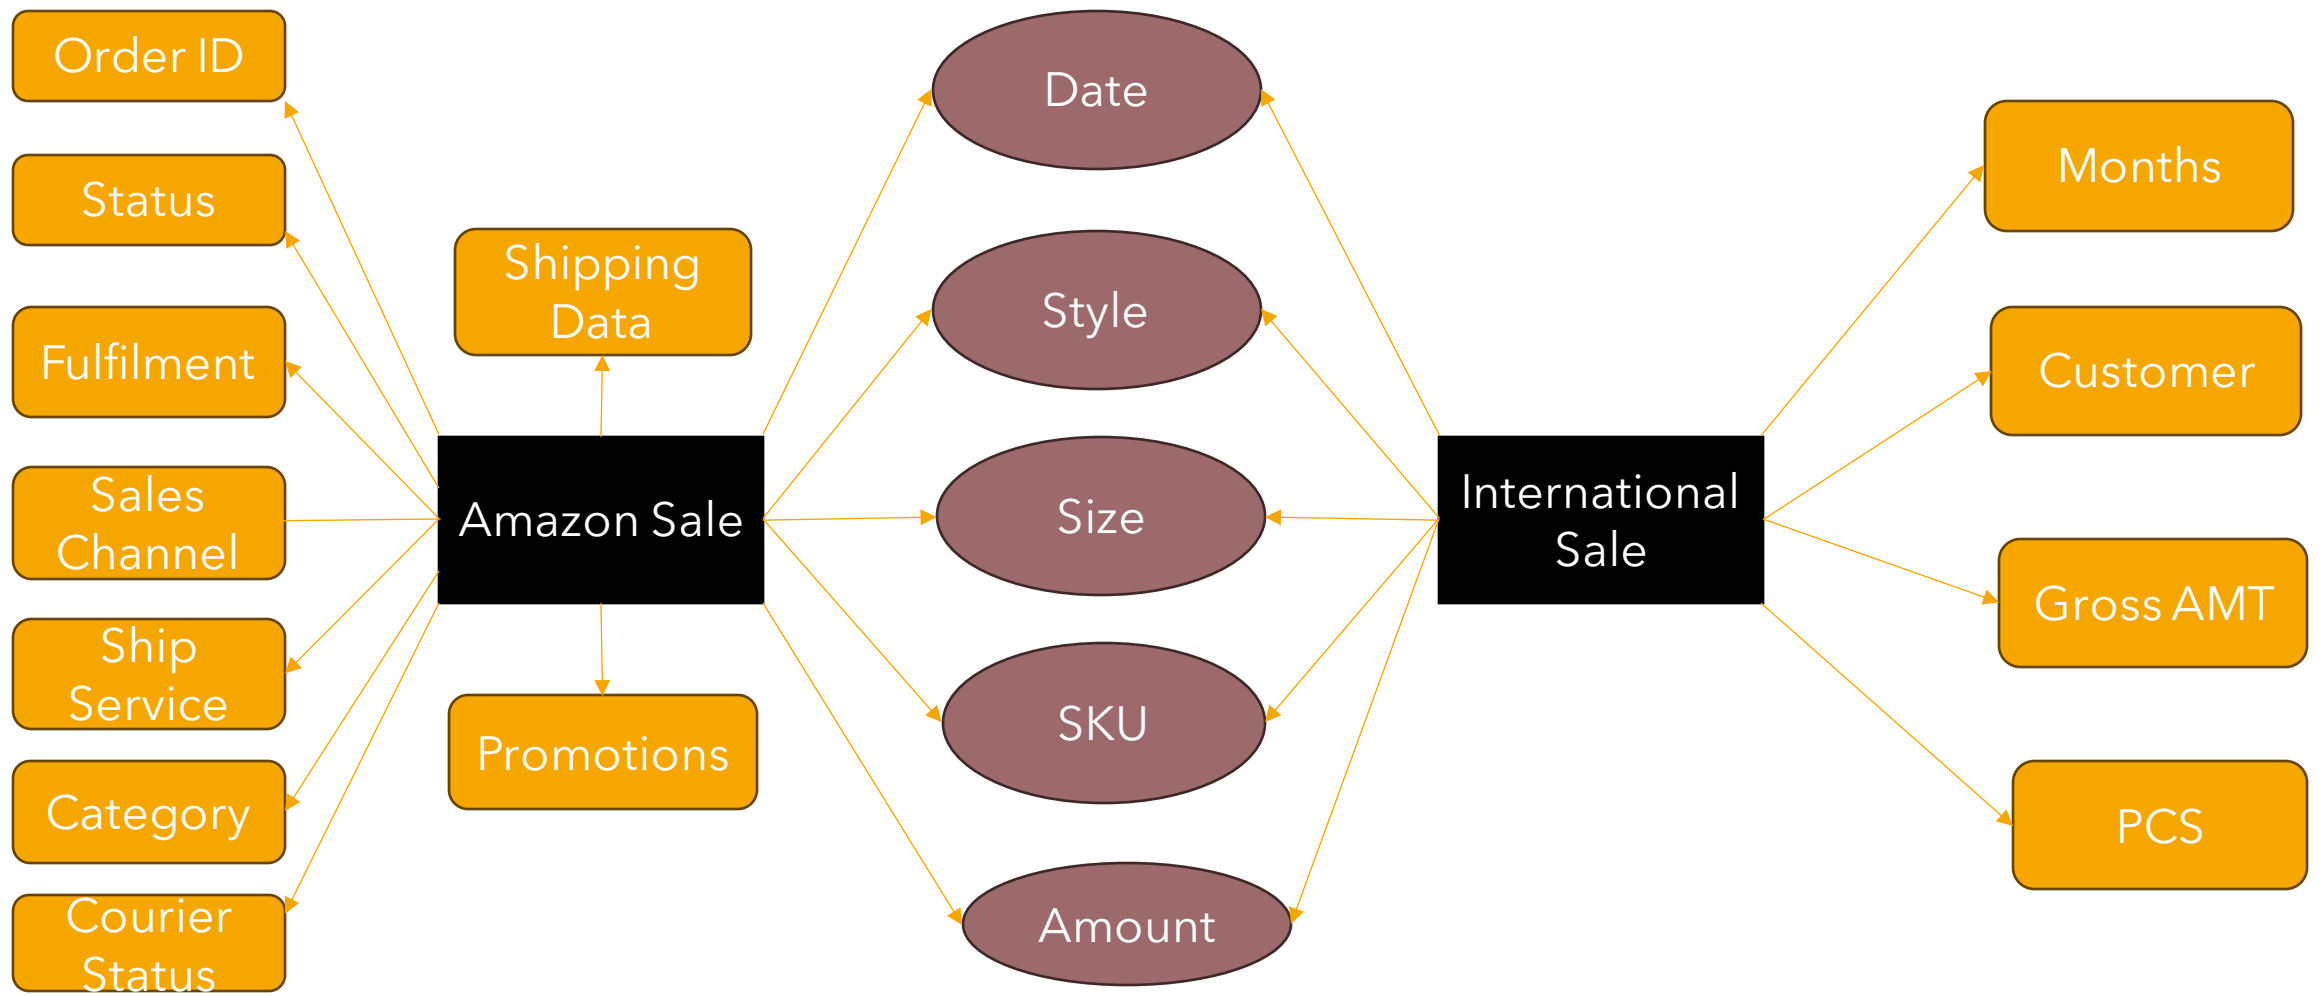 Order ID
Status
Fulfilment
Sales
Channel
Ship
Service
Category
Courier
Status
Shipping
Data
Amazon Sale
Promotions
Date
Style
Size
SKU
Amount
International
Sale
Months
Customer
Gross AMT
PCS